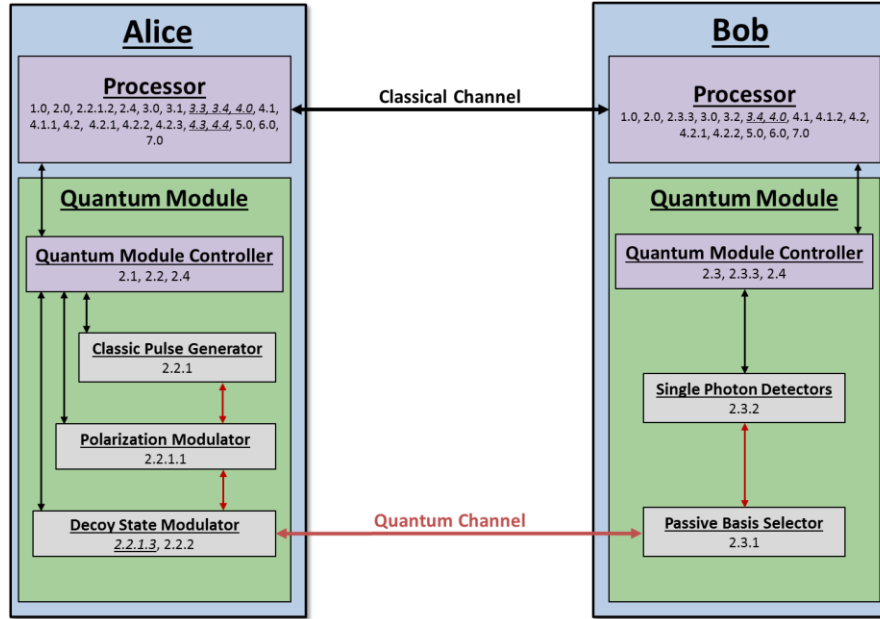 Alice
Processor
1.0, 2.0, 2.2.1.2, 2.4, 3.0, 3.1, 3.3, 3.4, 4.0, 4.1,
4.1.1, 4.2, 4.2.1, 4.2.2, 4.2.3, 4.3, 4.4, 5.0, 6.0,
7.0
Quantum Module
Quantum Module Controller
2.1, 2.2, 2.4
Classic Pulse Generator
2.2.1
Polarization Modulator
2.2.1.1
Decoy State Modulator
2.2.1.3, 2.2.2
Classical Channel
Quantum Channel
Bob
Processor
1.0, 2.0, 2.3.3, 3.0, 3.2, 3.4, 4.0, 4.1, 4.1.2, 4.2,
4.2.1, 4.2.2, 5.0, 6.0, 7.0
Quantum Module
Quantum Module Controller
2.3, 2.3.3, 2.4
Single Photon Detectors
2.3.2
Passive Basis Selector
2.3.1